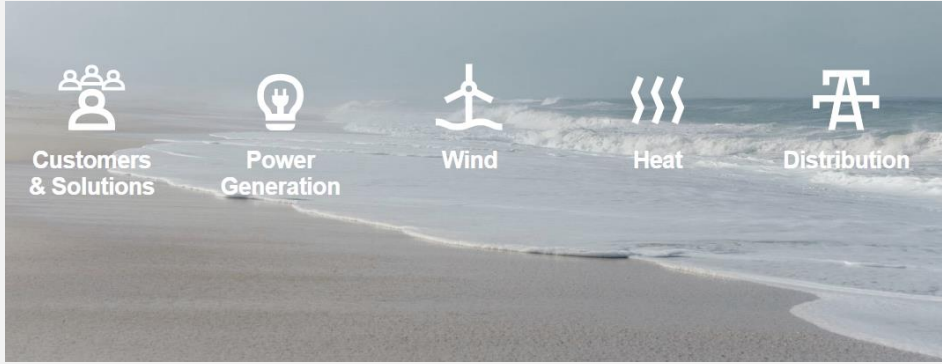 Customers
& Solutions
Power
Generation
Wind
Heat
Distribution